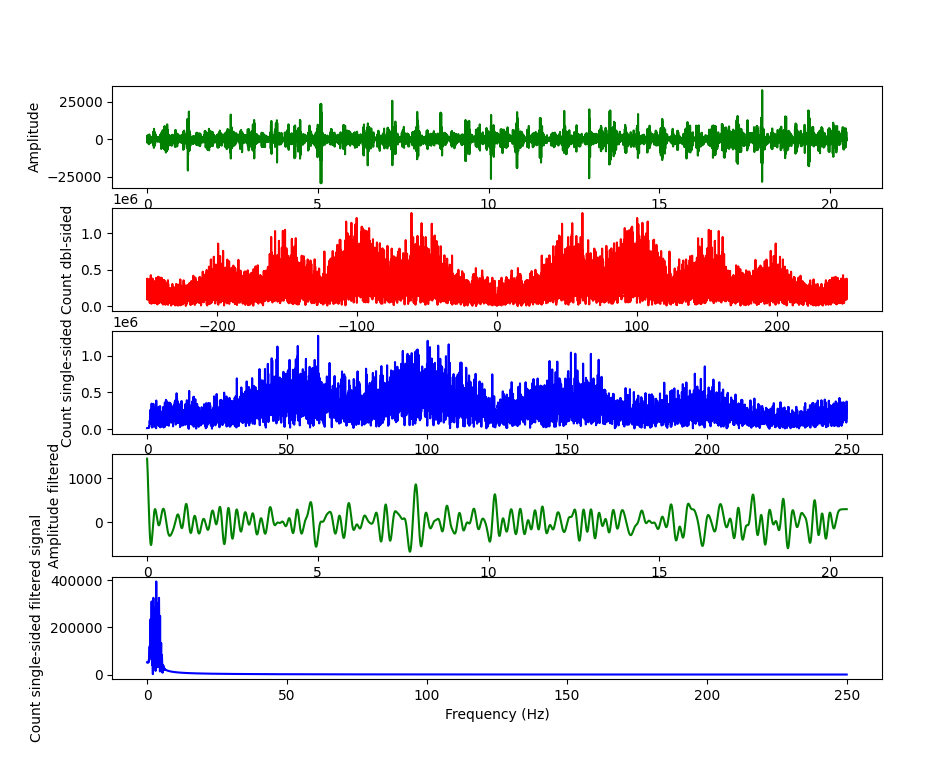 Amplitude
25000
0
−25000
0 5 10 15 20
1e6
Count dbl-sided
1.0
0.5
0.0
−200 −100 0 100 200
1e6
Count single-sided
1.0
0.5
0.0
0 50 100 150 200 250
Amplitude filtered
1000
0
0 5 10 15 20
Count single-sided filtered signal
400000
200000
0
0 50 100 150 200 250
Frequency (Hz)